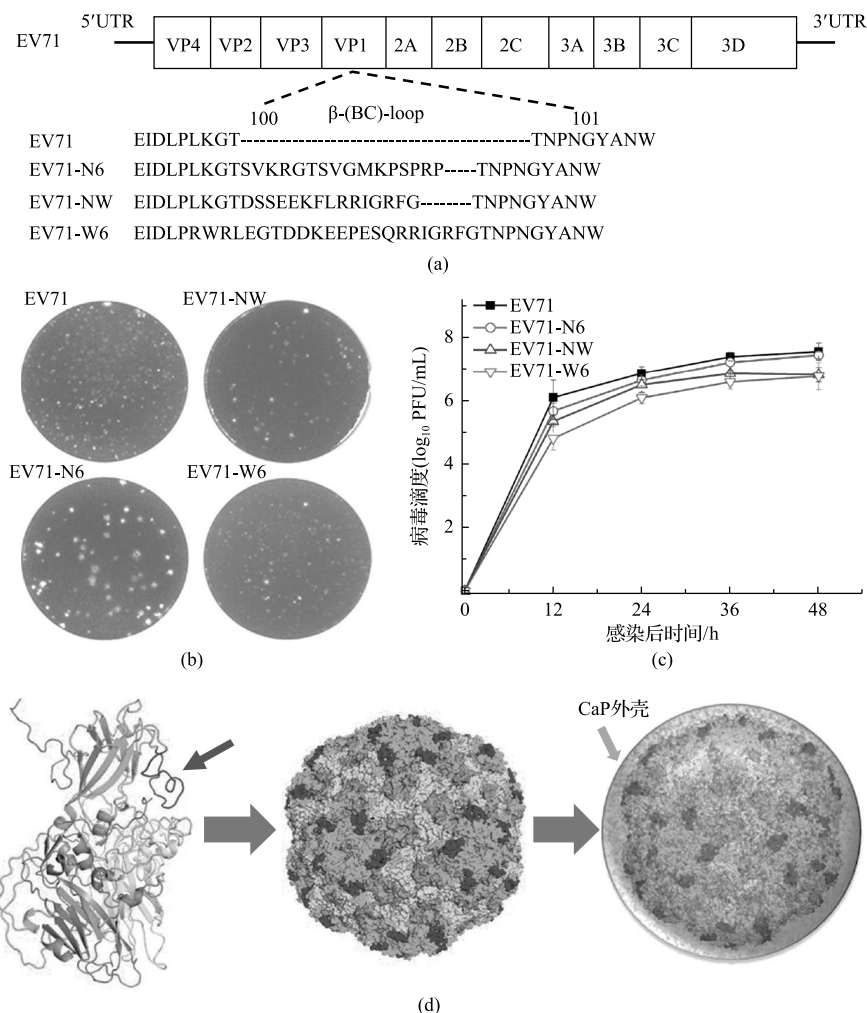 5′UTR
3′UTR
EV71
VP4 VP2 VP3 VP1 2A 2B 2C 3A 3B 3C 3D
100 β-(BC)-loop 101
EV71 EIDLPLKGT------------------------------------------------TNPNGYANW
EV71-N6 EIDLPLKGTSVKRGTSVGMKPSPRP-----TNPNGYANW
EV71-NW EIDLPLKGTDSSEEKFLRRIGRFG--------TNPNGYANW
EV71-W6 EIDLPRWRLEGTDDKEEPESQRRIGRFGTNPNGYANW
(a)
EV71 EV71-NW
EV71-N6 EV71-W6
(b)
EV71
EV71-N6
EV71-NW
EV71-W6
8
6
4
2
0
病毒滴度(log₁₀ PFU/mL)
0 12 24 36 48
感染后时间/h
(c)
CaP外壳
(d)